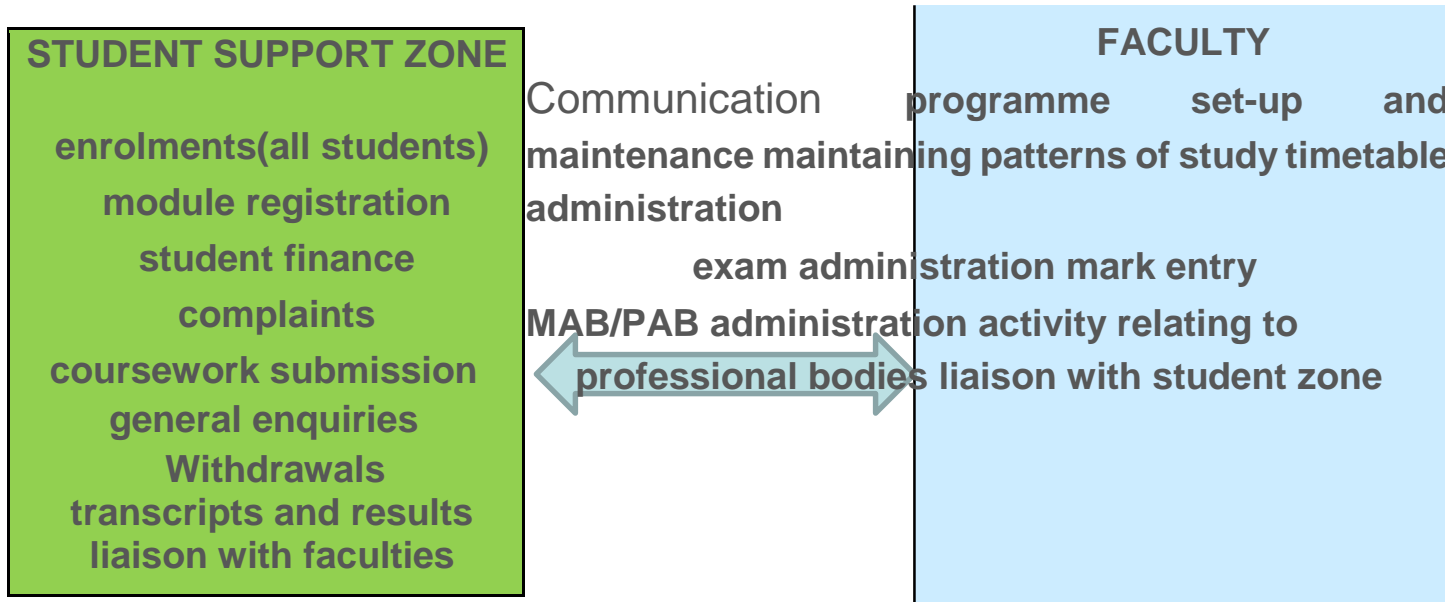 STUDENT SUPPORT ZONE
enrolments(all students)
module registration
student finance
complaints
coursework submission
general enquiries
Withdrawals
transcripts and results
liaison with faculties
FACULTY
Communication programme set-up and
maintenance maintaining patterns of study timetable
administration
exam administration mark entry
MAB/PAB administration activity relating to
professional bodies liaison with student zone